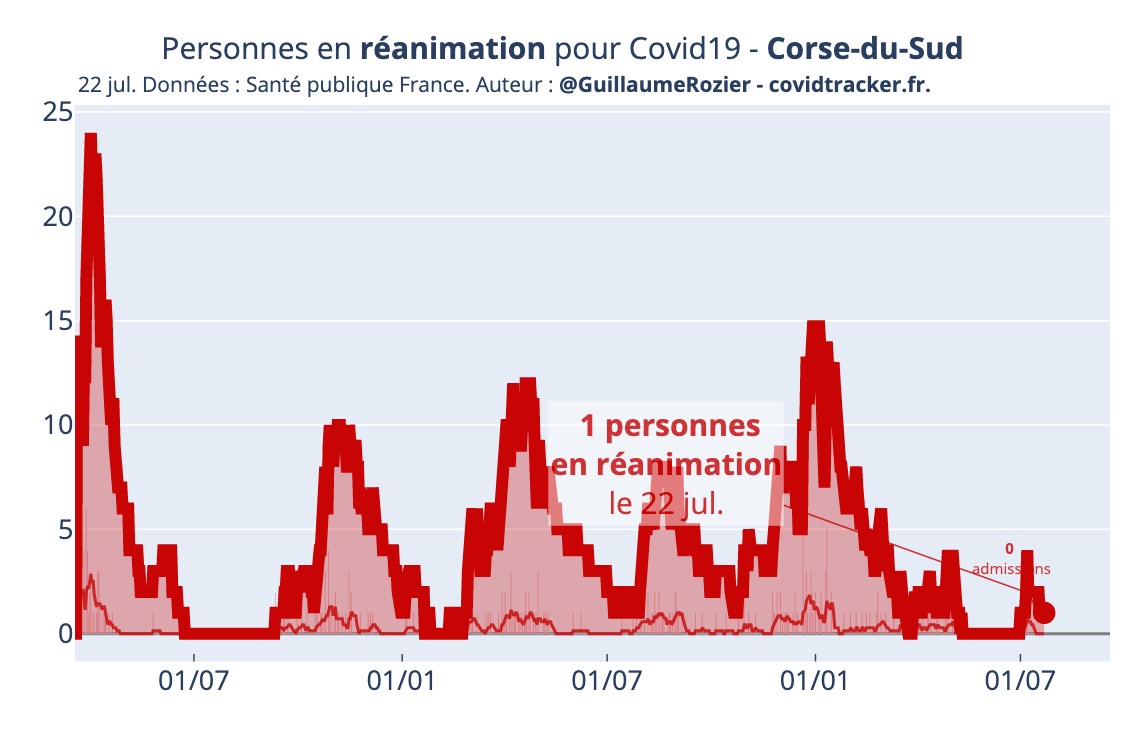 Personnes en réanimation pour Covid19 - Corse-du-Sud
22 jul. Données : Santé publique France. Auteur : @GuillaumeRozier - covidtracker.fr.
25
20
15
10
5
0
1 personnes
en réanimation
le 22 jul.
0
admissions
01/07
01/01
01/07
01/01
01/07